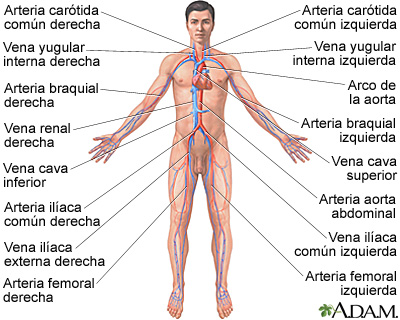 Arteria carótida
común derecha
Vena yugular
interna derecha
Arteria braquial
derecha
Vena renal
derecha
Vena cava
inferior
Arteria ilíaca
común derecha
Vena ilíaca
externa derecha
Arteria femoral
derecha
Arteria carótida
común izquierda
Vena yugular
interna izquierda
Arco de
la aorta
Arteria braquial
izquierda
Vena cava
superior
Arteria aorta
abdominal
Vena ilíaca
común izquierda
Arteria femoral
izquierda
ADAM.